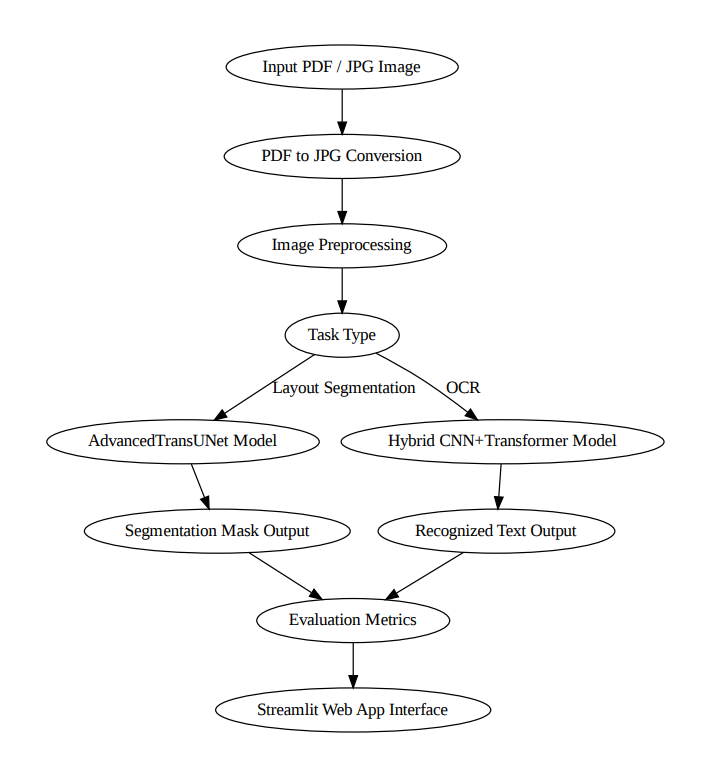 Input PDF / JPG Image
PDF to JPG Conversion
Image Preprocessing
Task Type
Layout Segmentation
OCR
AdvancedTransUNet Model
Hybrid CNN+Transformer Model
Segmentation Mask Output
Recognized Text Output
Evaluation Metrics
Streamlit Web App Interface